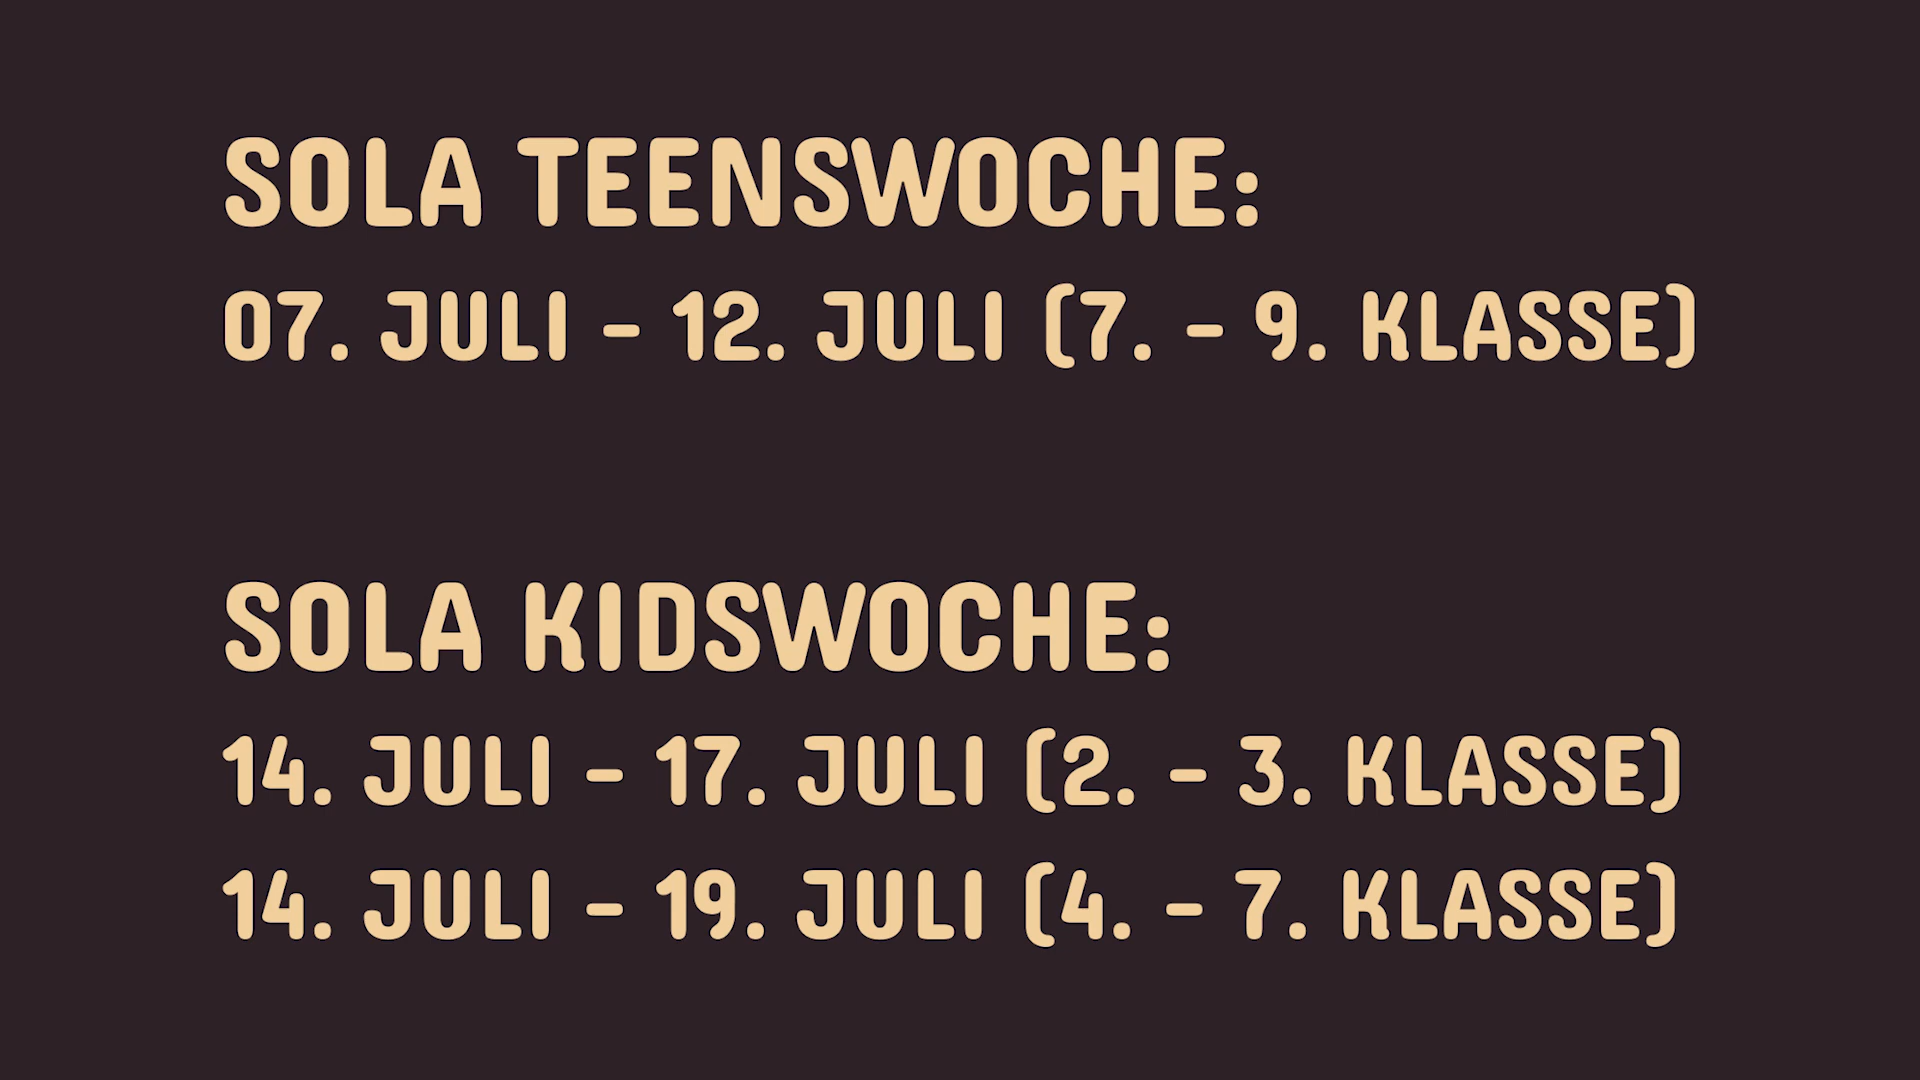 SOLA TEENSWOCHE:
07. JULI - 12. JULI (7. - 9. KLASSE)
SOLA KIDSWOCHE:
14. JULI - 17. JULI (2. - 3. KLASSE)
14. JULI - 19. JULI (4. - 7. KLASSE)